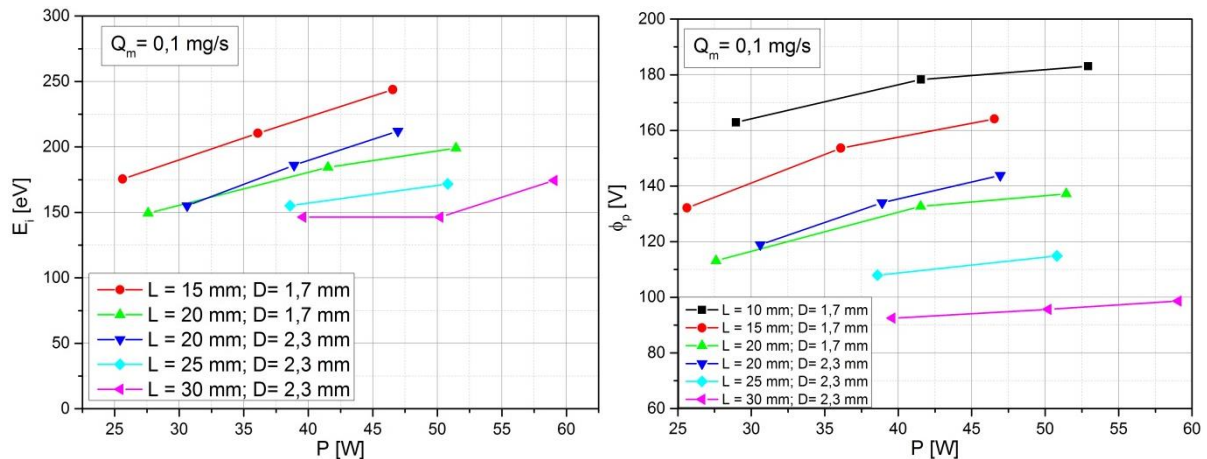 300
250
200
150
100
50
0
E_i [eV]
Q_m= 0,1 mg/s
L = 15 mm; D= 1,7 mm
L = 20 mm; D= 1,7 mm
L = 20 mm; D= 2,3 mm
L = 25 mm; D= 2,3 mm
L = 30 mm; D= 2,3 mm
25 30 35 40 45 50 55 60
P [W]
200
180
160
140
120
100
80
60
ϕ_p [V]
Q_m= 0,1 mg/s
L = 10 mm; D= 1,7 mm
L = 15 mm; D= 1,7 mm
L = 20 mm; D= 1,7 mm
L = 20 mm; D= 2,3 mm
L = 25 mm; D= 2,3 mm
L = 30 mm; D= 2,3 mm
25 30 35 40 45 50 55 60
P [W]